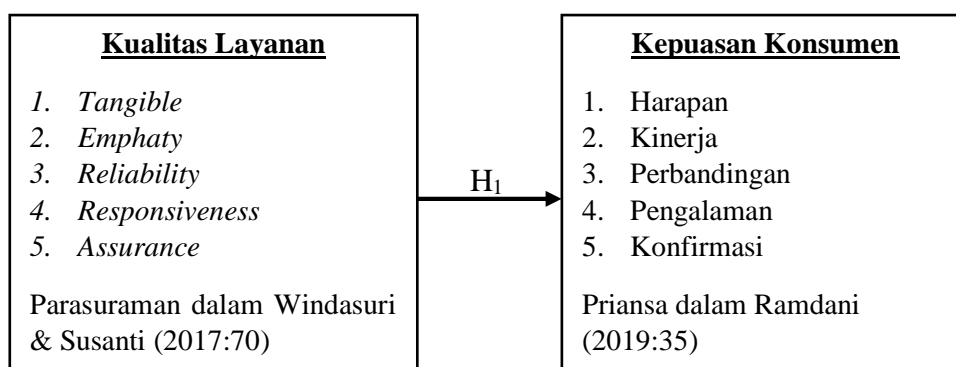 Kualitas Layanan
1. Tangible
2. Emphaty
3. Reliability
4. Responsiveness
5. Assurance
Parasuraman dalam Windasuri
& Susanti (2017:70)
H1
Kepuasan Konsumen
1. Harapan
2. Kinerja
3. Perbandingan
4. Pengalaman
5. Konfirmasi
Priansa dalam Ramdani
(2019:35)